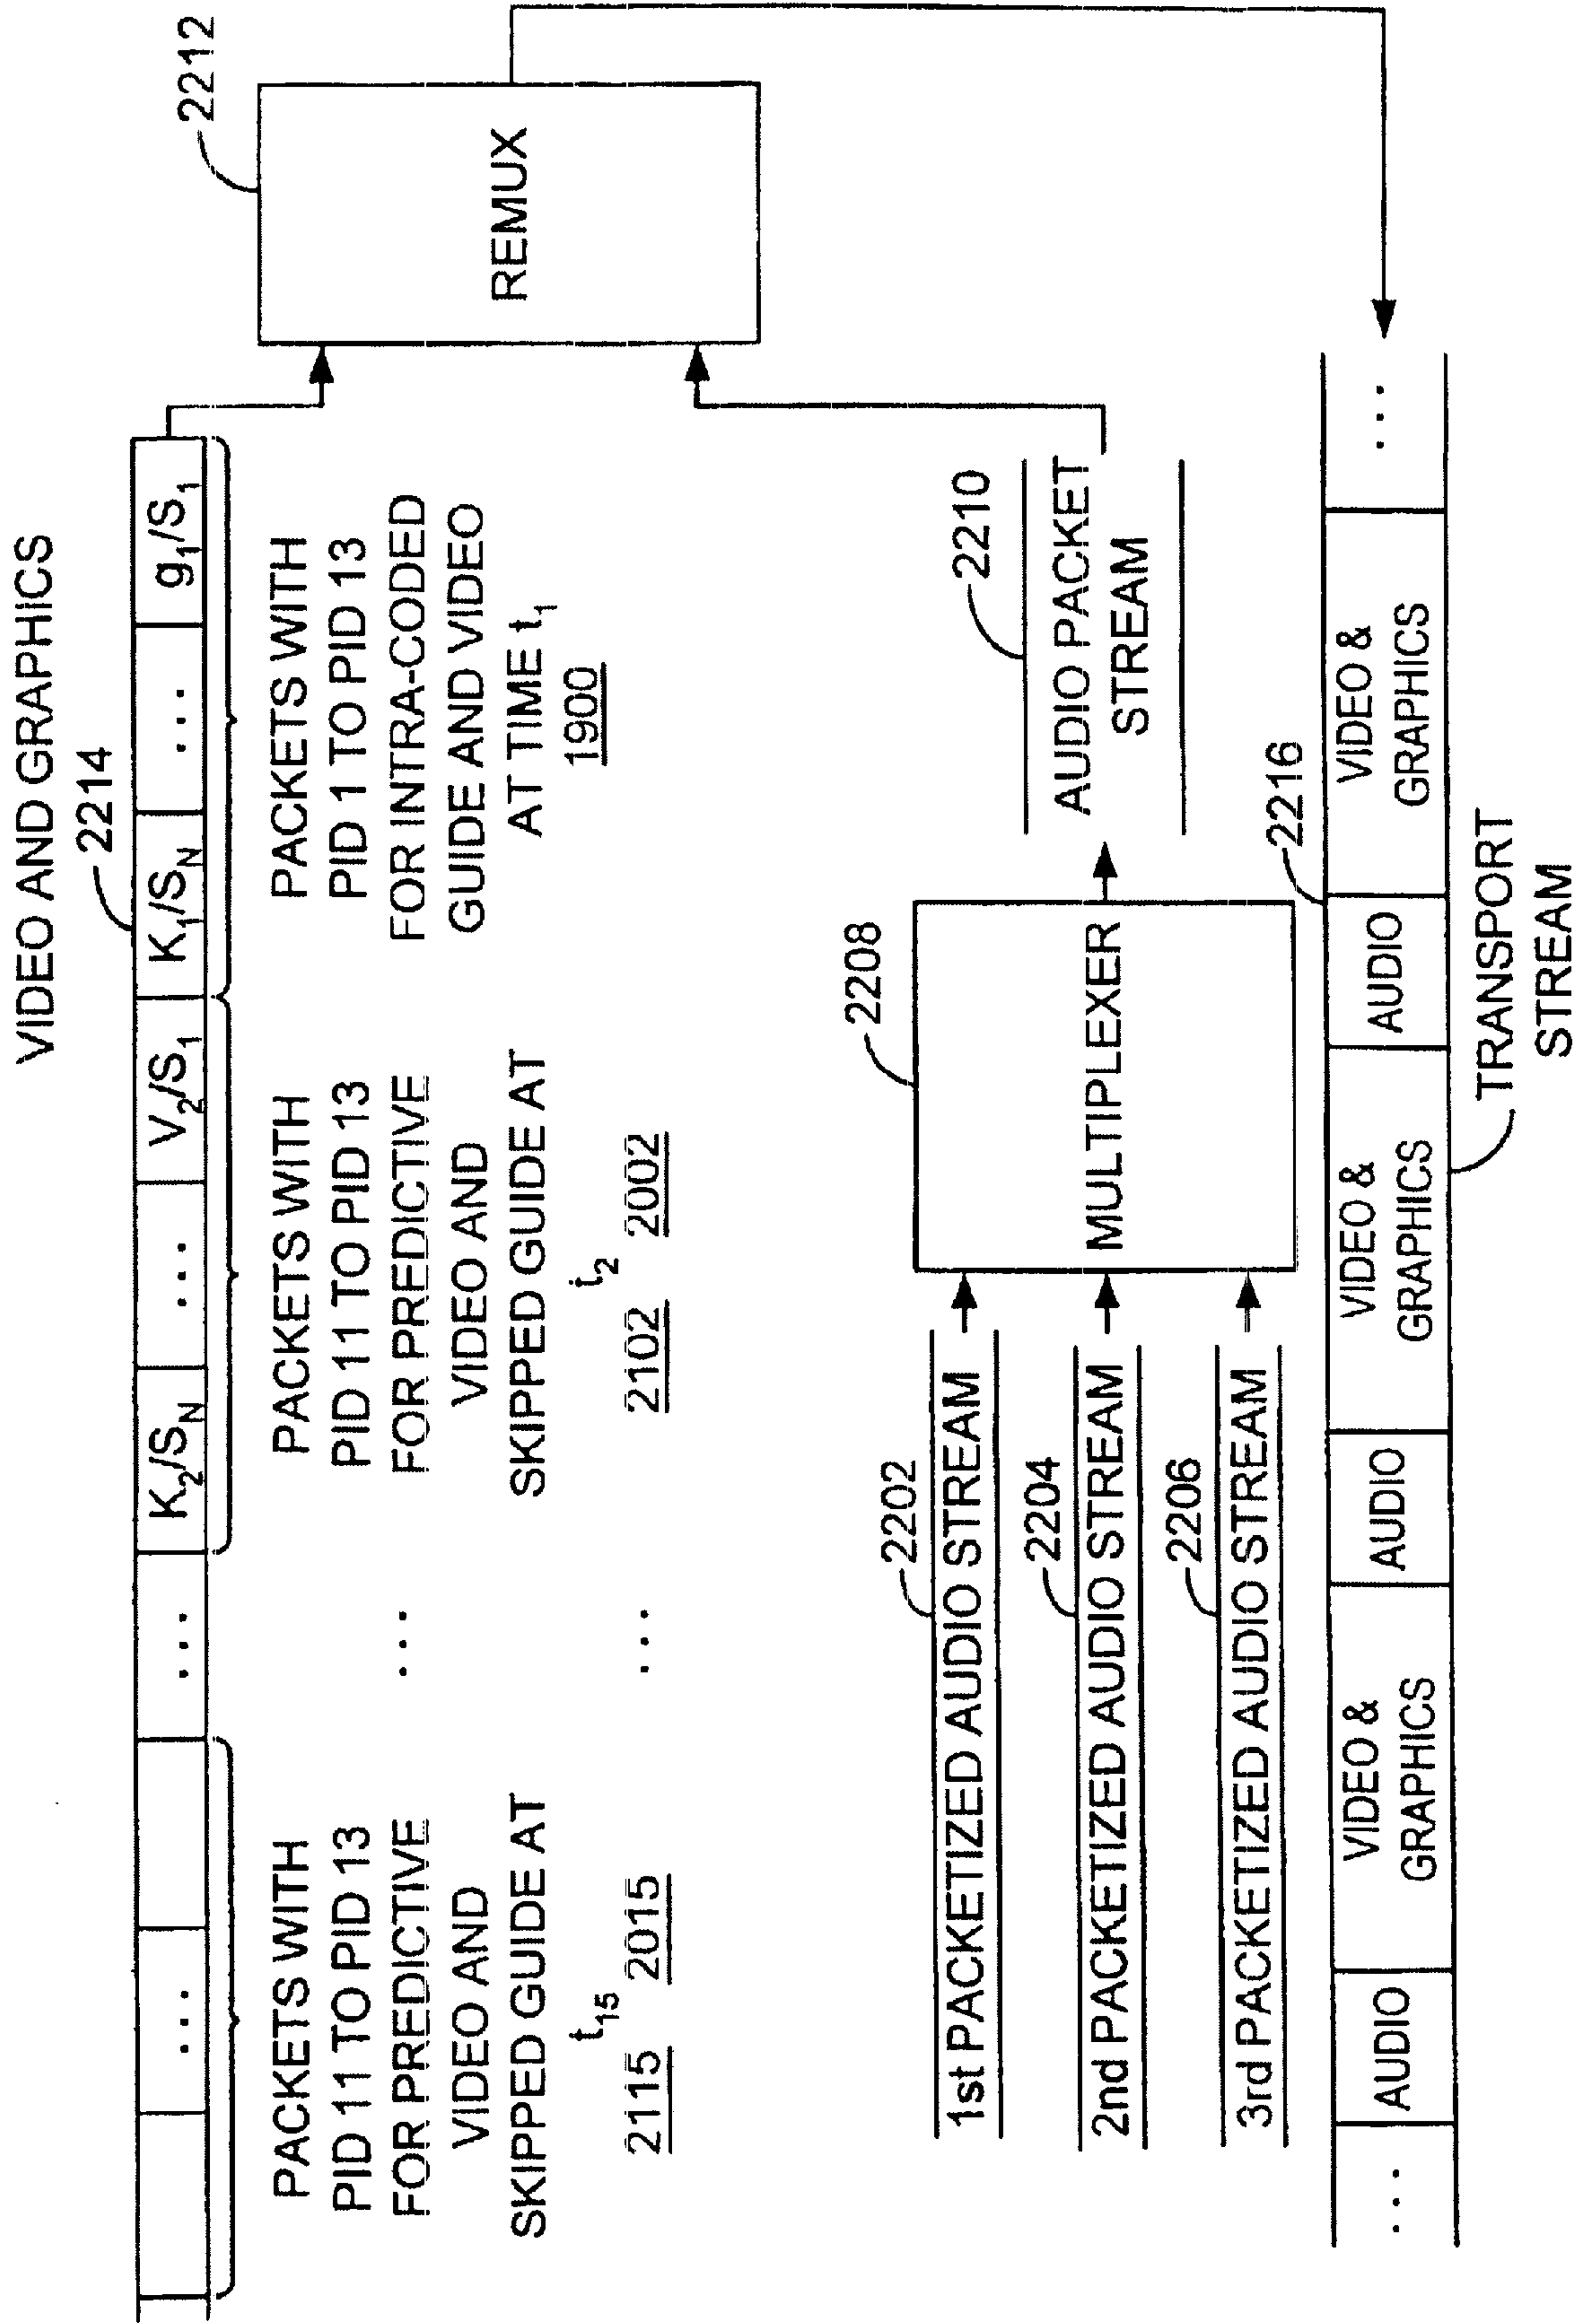 VIDEO AND GRAPHICS
2214
K₂/S_N
...
V₂/S₁
K₁/S_N
...
g₁/S₁
...
...
PACKETS WITH
PID 11 TO PID 13
FOR PREDICTIVE
VIDEO AND
SKIPPED GUIDE AT
t₁₅
2115 2015
...
...
PACKETS WITH
PID 11 TO PID 13
FOR PREDICTIVE
VIDEO AND
SKIPPED GUIDE AT
t₂
2102 2002
PACKETS WITH
PID 1 TO PID 13
FOR INTRA-CODED
GUIDE AND VIDEO
AT TIME t₁
1900
2212
REMUX
2202
1st PACKETIZED AUDIO STREAM
2204
2nd PACKETIZED AUDIO STREAM
2206
3rd PACKETIZED AUDIO STREAM
2208
MULTIPLEXER
2210
AUDIO PACKET
STREAM
2216
...
AUDIO
VIDEO &
GRAPHICS
AUDIO
VIDEO &
GRAPHICS
AUDIO
VIDEO &
GRAPHICS
...
TRANSPORT
STREAM